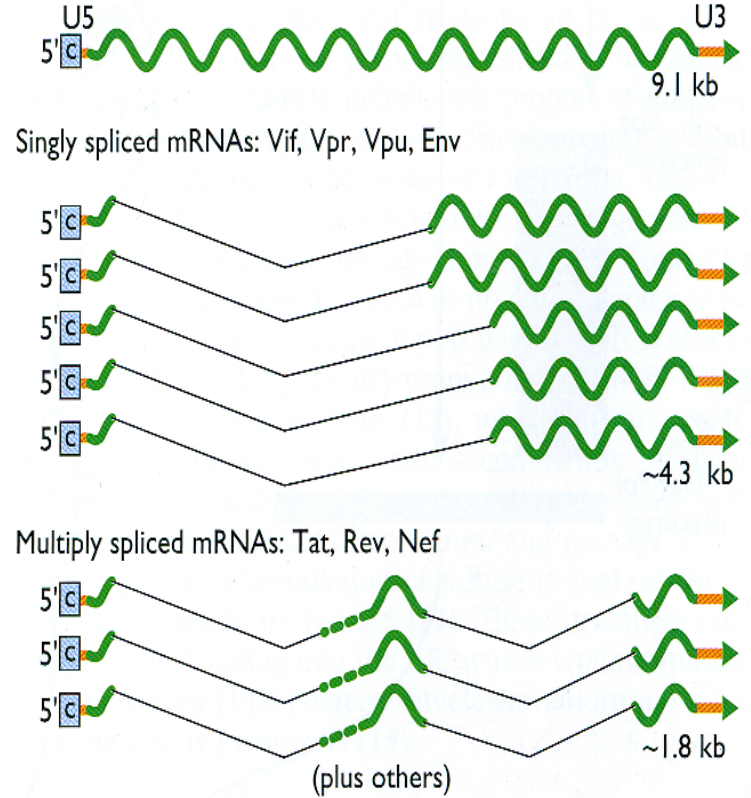 U5 U3
5' C
9.1 kb
Singly spliced mRNAs: Vif, Vpr, Vpu, Env
5' C
5' C
5' C
5' C
5' C
~4.3 kb
Multiply spliced mRNAs: Tat, Rev, Nef
5' C
5' C
5' C
~1.8 kb
(plus others)